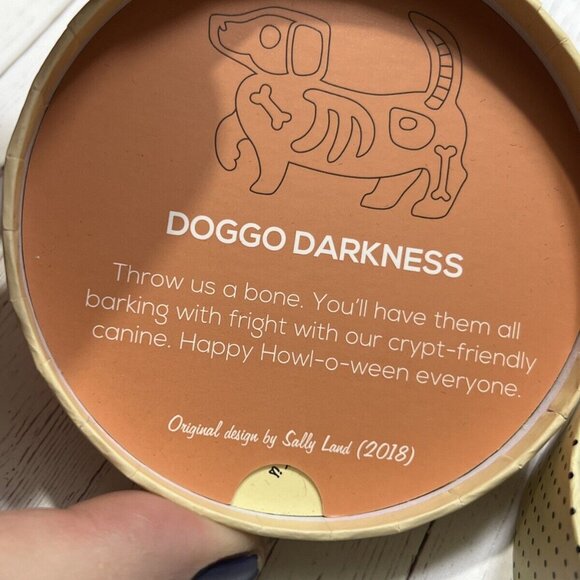 DOGGO DARKNESS
Throw us a bone. You'll have them all
barking with fright with our crypt-friendly
canine. Happy Howl-o-ween everyone.
Original design by Sally Land (2018)